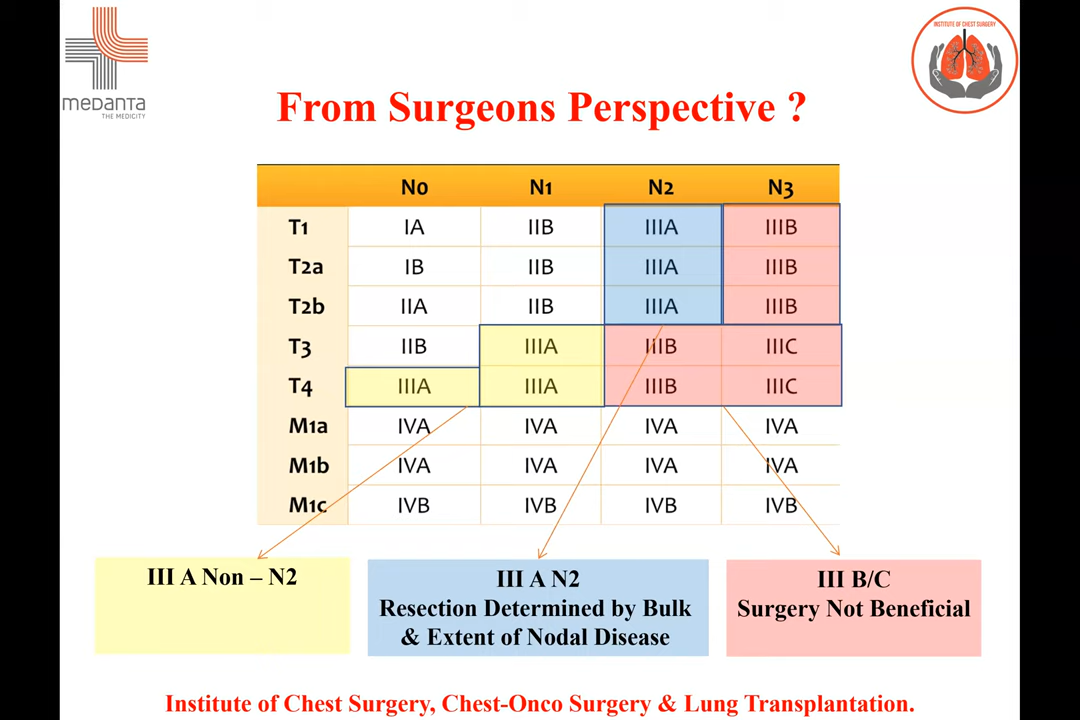 medanta
THE MEDICITY
INSTITUTE OF CHEST SURGERY
From Surgeons Perspective ?
N0 N1 N2 N3
T1 IA IIB IIIA IIIB
T2a IB IIB IIIA IIIB
T2b IIA IIB IIIA IIIB
T3 IIB IIIA IIIB IIIC
T4 IIIA IIIA IIIB IIIC
M1a IVA IVA IVA IVA
M1b IVA IVA IVA IVA
M1c IVB IVB IVB IVB
III A Non – N2
III A N2
Resection Determined by Bulk
& Extent of Nodal Disease
III B/C
Surgery Not Beneficial
Institute of Chest Surgery, Chest-Onco Surgery & Lung Transplantation.